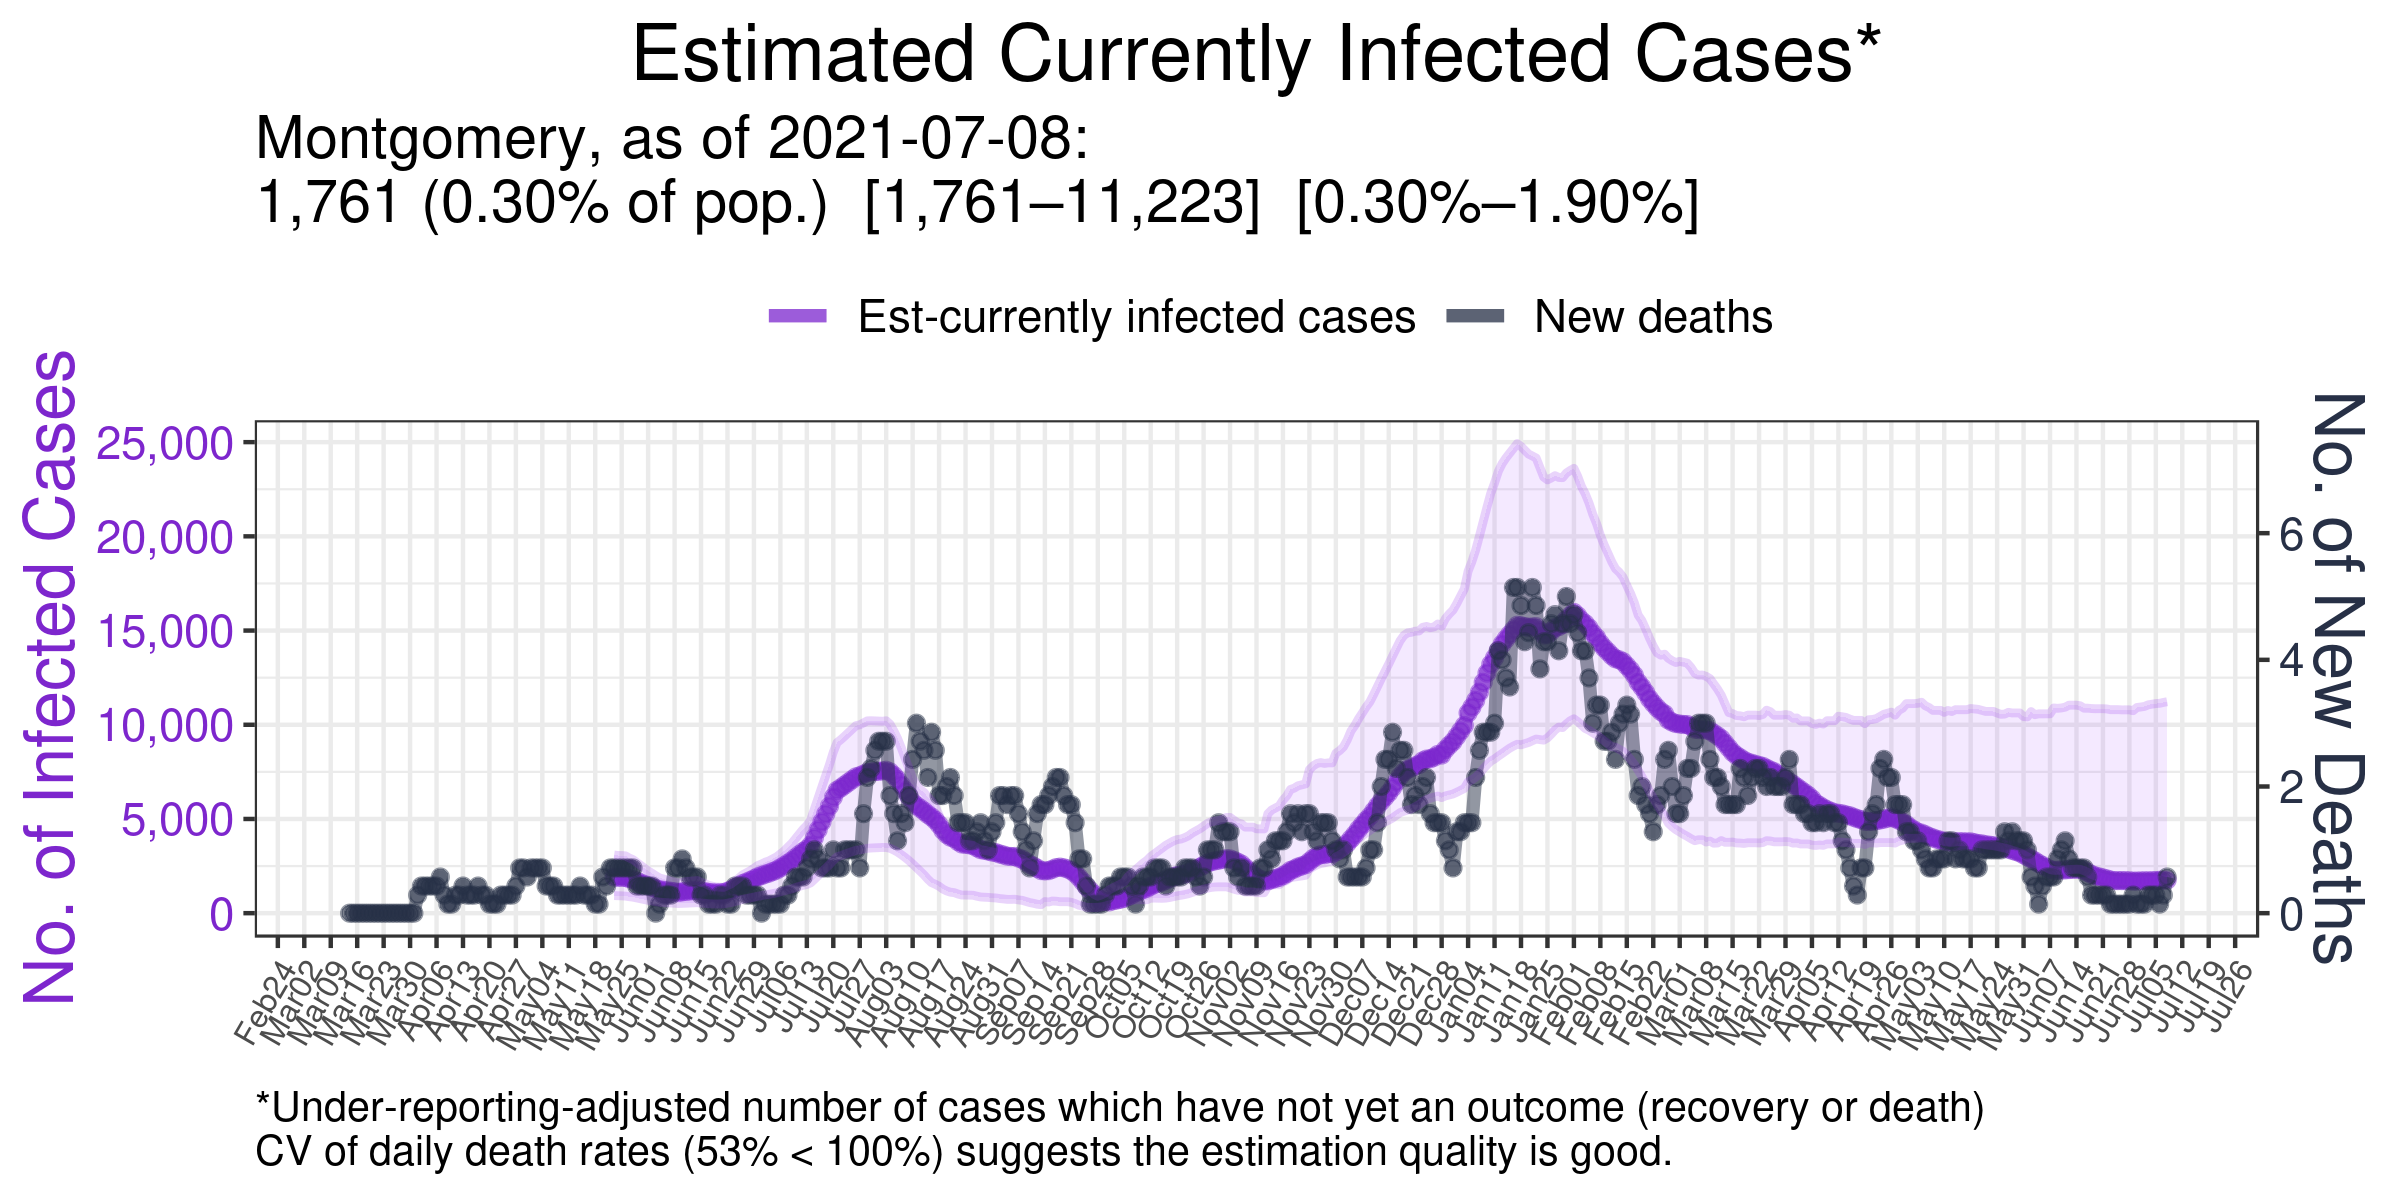 Estimated Currently Infected Cases*
Montgomery, as of 2021-07-08:
1,761 (0.30% of pop.) [1,761–11,223] [0.30%–1.90%]
Est-currently infected cases New deaths
No. of Infected Cases
25,000
20,000
15,000
10,000
5,000
0
No. of New Deaths
6
4
2
0
Feb24 Mar02 Mar09 Mar16 Mar23 Mar30 Apr06 Apr13 Apr20 Apr27 May04 May11 May18 May25 Jun01 Jun08 Jun15 Jun22 Jun29 Jul06 Jul13 Jul20 Jul27 Aug03 Aug10 Aug17 Aug24 Aug31 Sep07 Sep14 Sep21 Sep28 Oct05 Oct12 Oct19 Oct26 Nov02 Nov09 Nov16 Nov23 Nov30 Dec07 Dec14 Dec21 Dec28 Jan04 Jan11 Jan18 Jan25 Feb01 Feb08 Feb15 Feb22 Mar01 Mar08 Mar15 Mar22 Mar29 Apr05 Apr12 Apr19 Apr26 May03 May10 May17 May24 May31 Jun07 Jun14 Jun21 Jun28 Jul05 Jul12 Jul19 Jul26
*Under-reporting-adjusted number of cases which have not yet an outcome (recovery or death)
CV of daily death rates (53% < 100%) suggests the estimation quality is good.